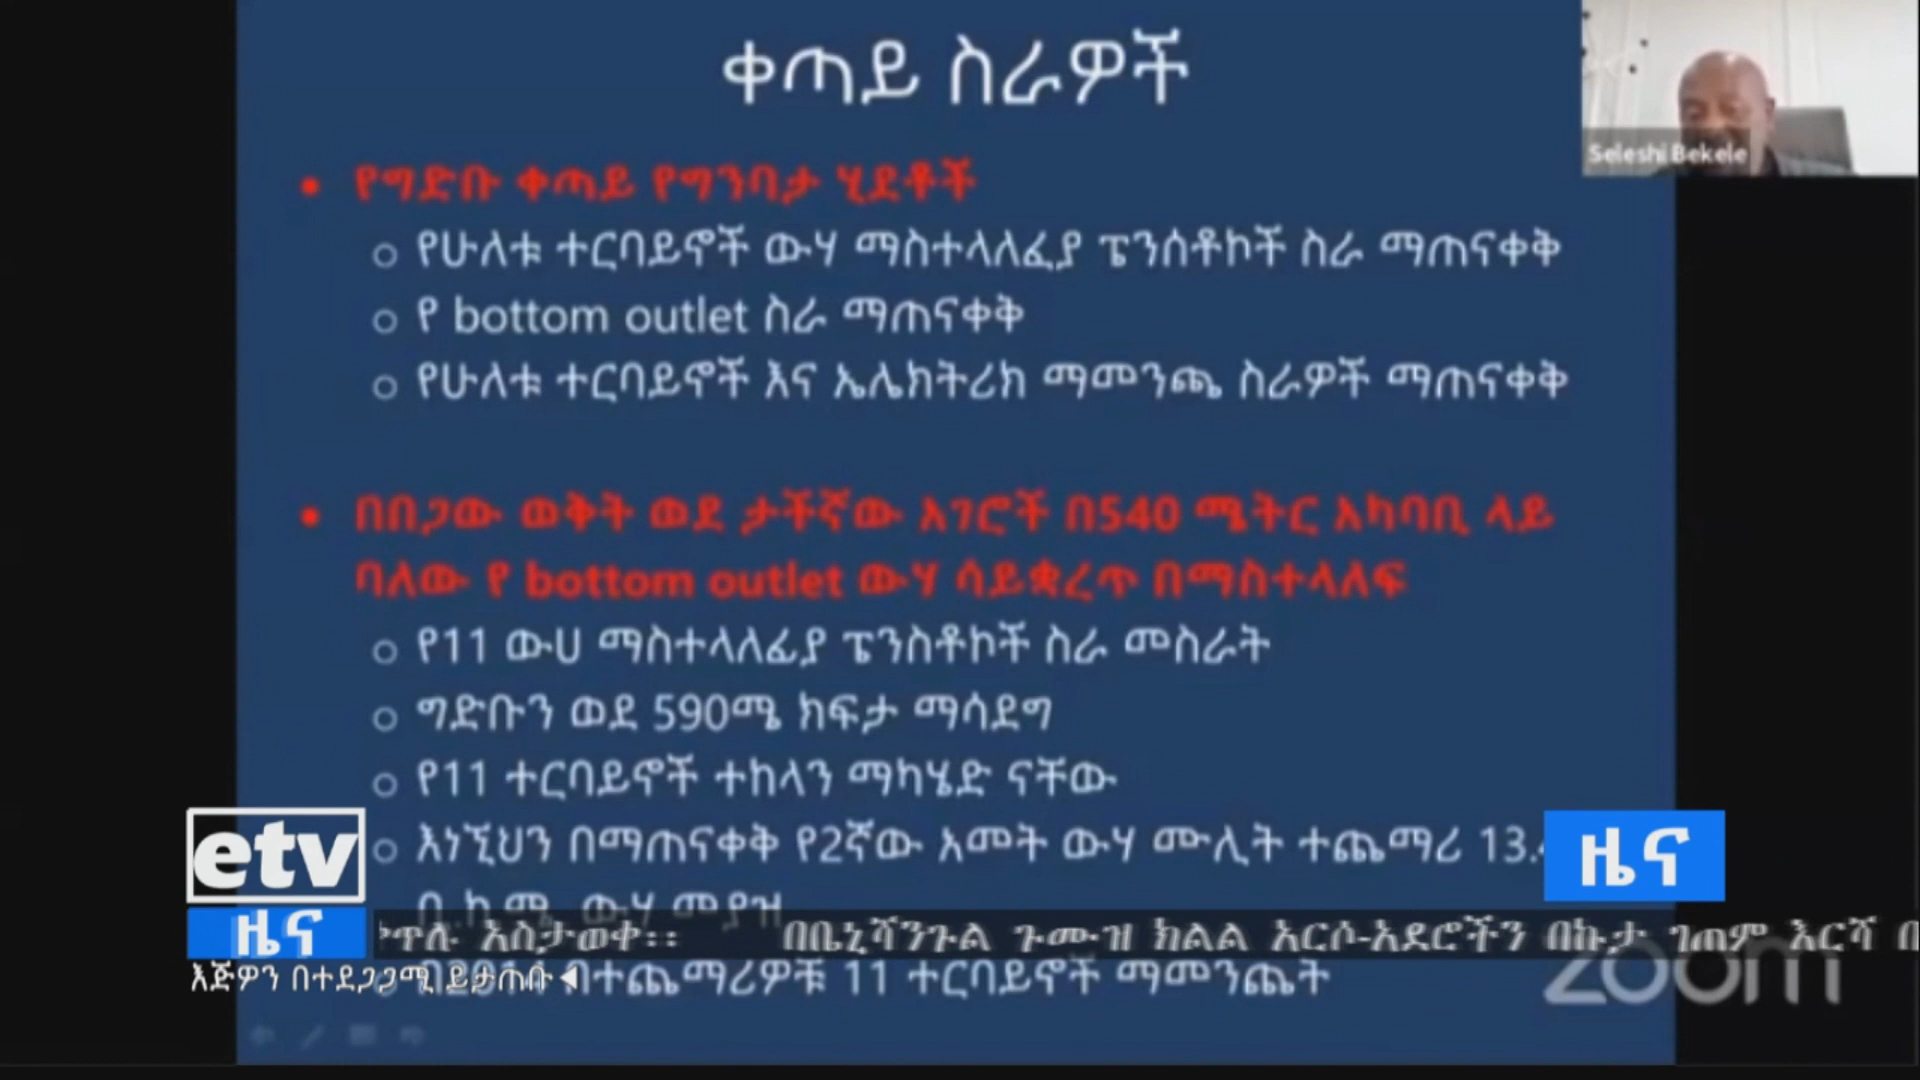 ቀጣይ ስራዎች
Seleshi Bekele
• የግድቡ ቀጣይ የግንባታ ሂደቶች
o የሁለቱ ተርባይኖች ውሃ ማስተላለፈያ ፔንሰቶኮች ስራ ማጠናቀቅ
o የ bottom outlet ስራ ማጠናቀቅ
o የሁለቱ ተርባይኖች እና ኤሌክትሪክ ማመንጫ ስራዎች ማጠናቀቅ
• በበጋው ወቅት ወደ ታችኛው አገሮች በ540 ሜትር አካባቢ ላይ
ባለው የ bottom outlet ውሃ ሳይቋረጥ በማስተላለፍ
o የ11 ውሀ ማስተላለፊያ ፔንስቶኮች ስራ መስራት
o ግድቡን ወደ 590ሜ ከፍታ ማሳደግ
o የ11 ተርባይኖች ተከላን ማካሄድ ናቸው
o እነኚህን በማጠናቀቅ የ2ኛው አመት ውሃ ሙሊት ተጨማሪ 13.
ቢ.ኪ.ሜ. ውሃ መያዝ
etv
ዜና
ዜና
አስታወቀ፡፡ በቤኒሻንጉል ጉሙዝ ክልል አርሶ-አደሮችን በኩታ ገጠም እርሻ
እጅዎን በተደጋጋሚ ይታጠቡ
በተጨማሪዎቹ 11 ተርባይኖች ማመንጨት
zoom